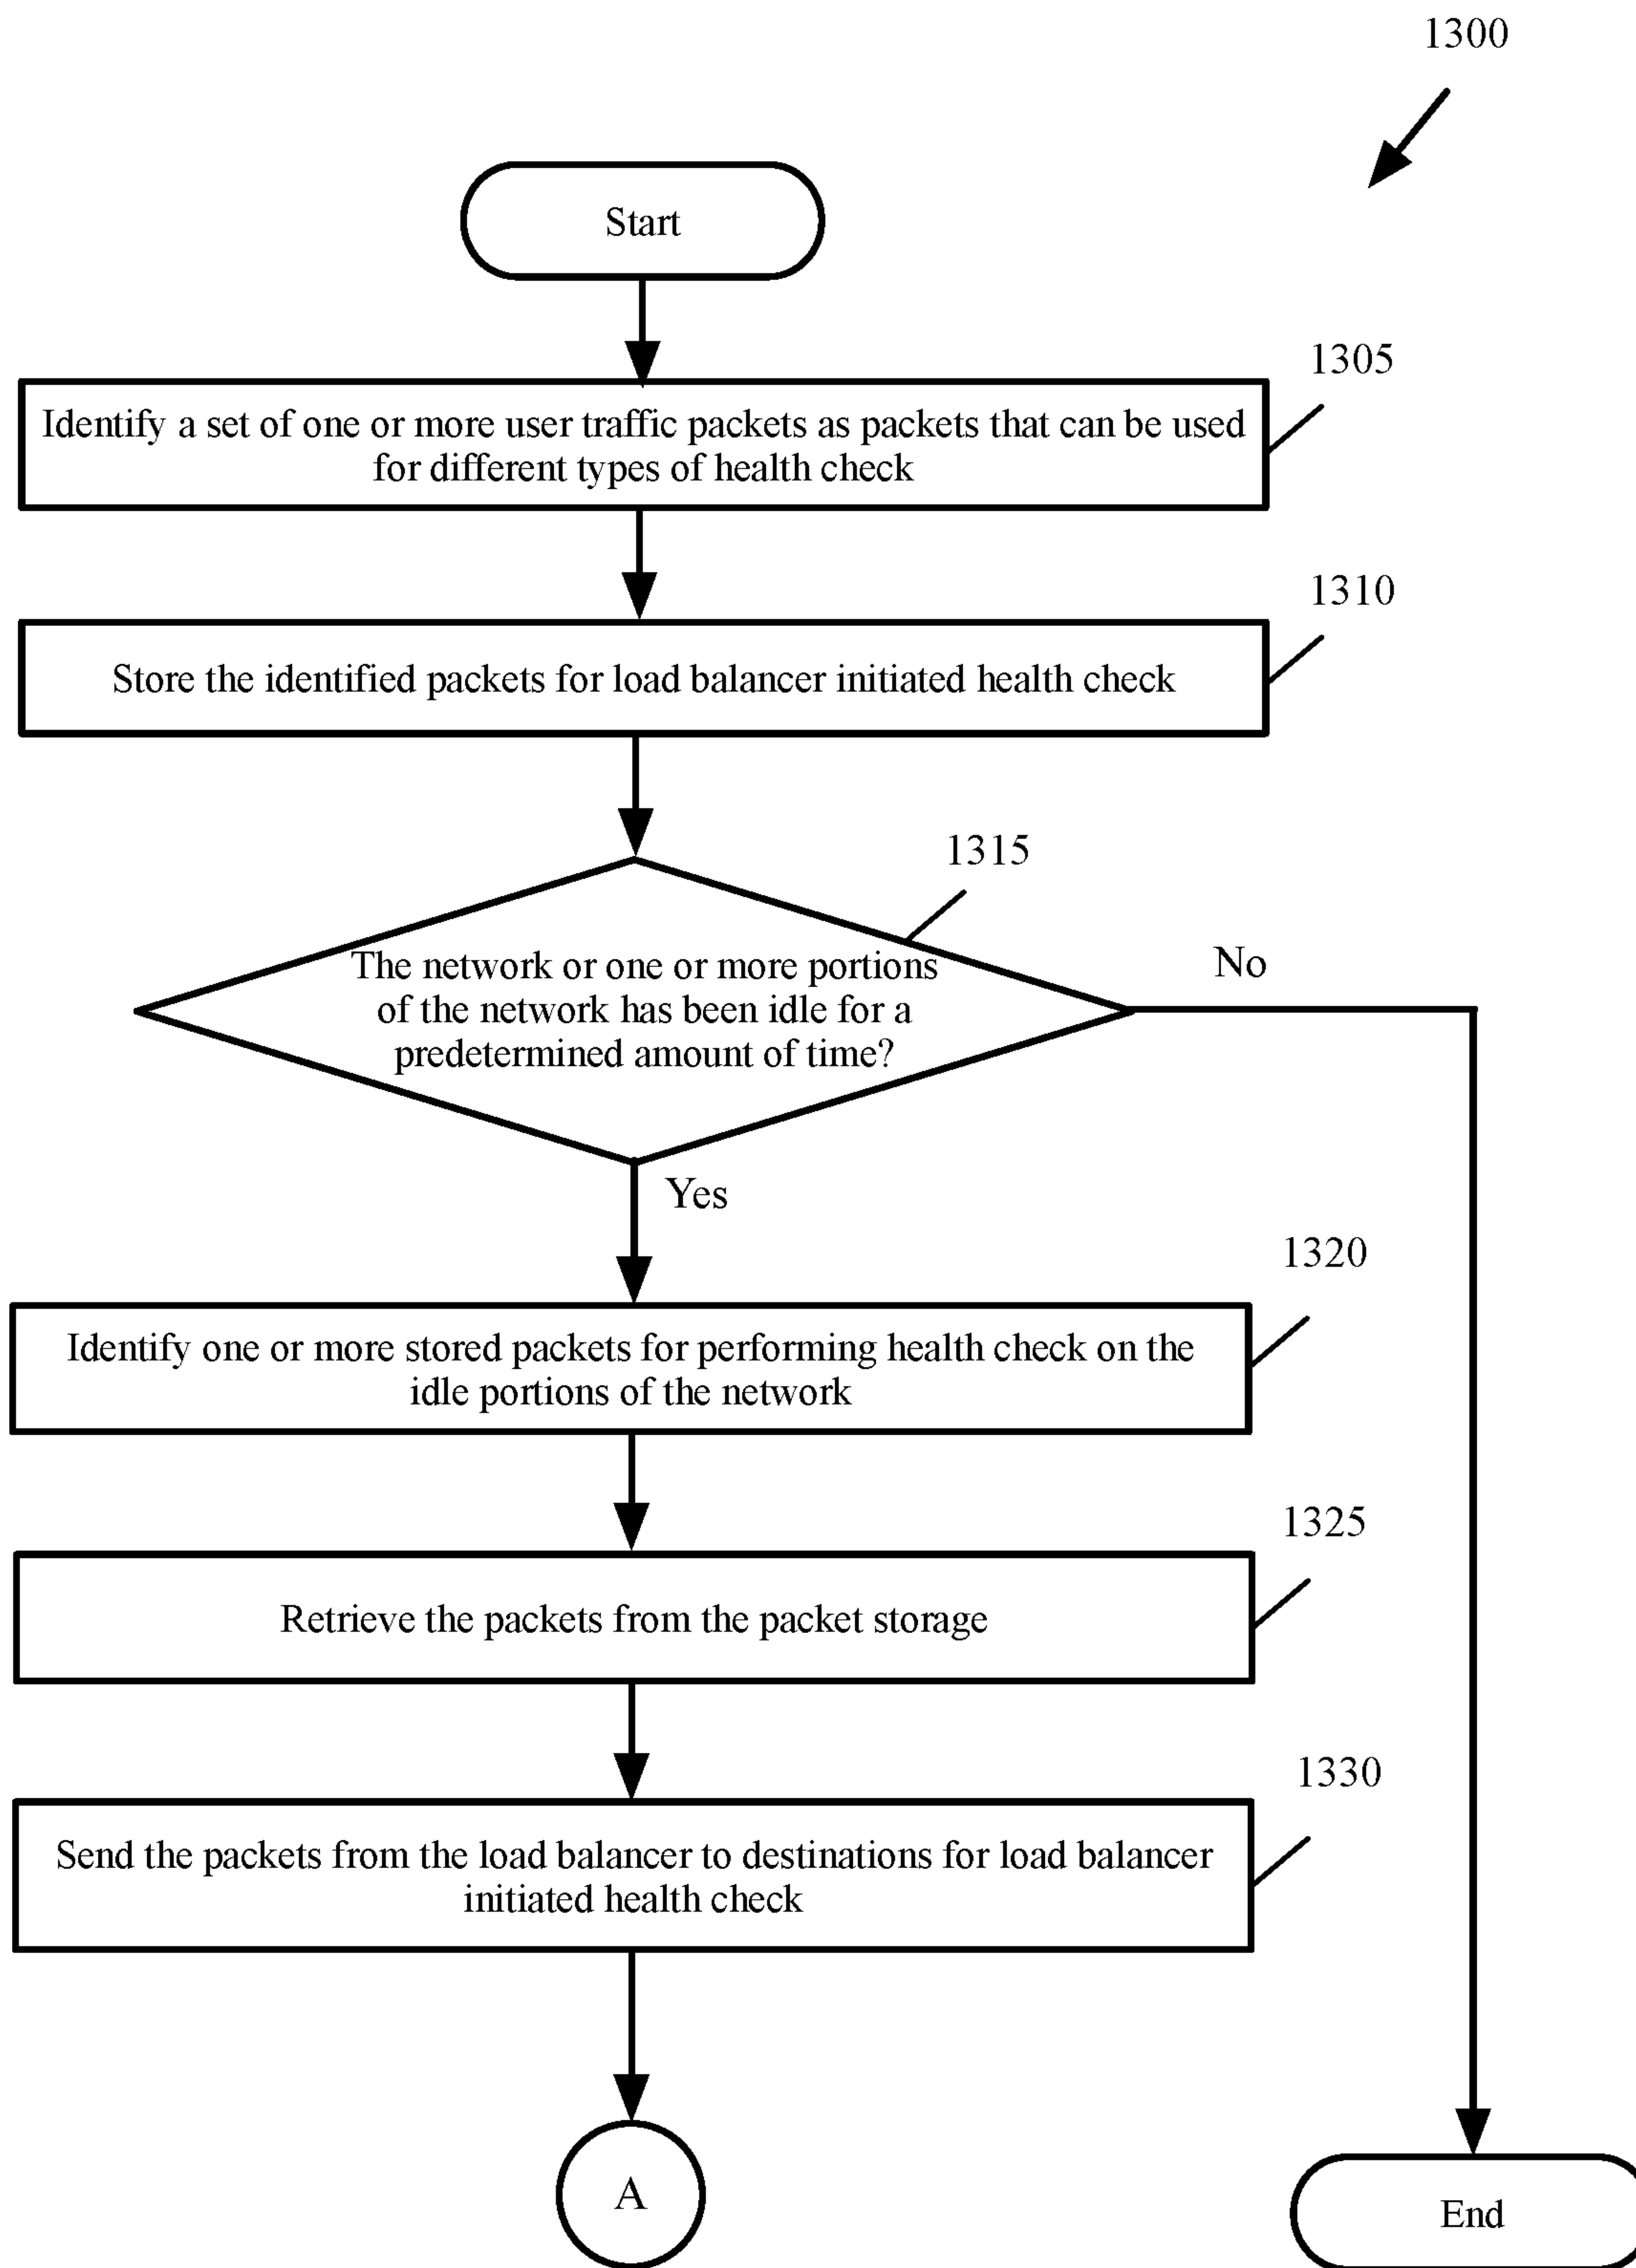 1300
Start
1305
Identify a set of one or more user traffic packets as packets that can be used
for different types of health check
1310
Store the identified packets for load balancer initiated health check
1315
The network or one or more portions
of the network has been idle for a
predetermined amount of time?
No
Yes
1320
Identify one or more stored packets for performing health check on the
idle portions of the network
1325
Retrieve the packets from the packet storage
1330
Send the packets from the load balancer to destinations for load balancer
initiated health check
A
End